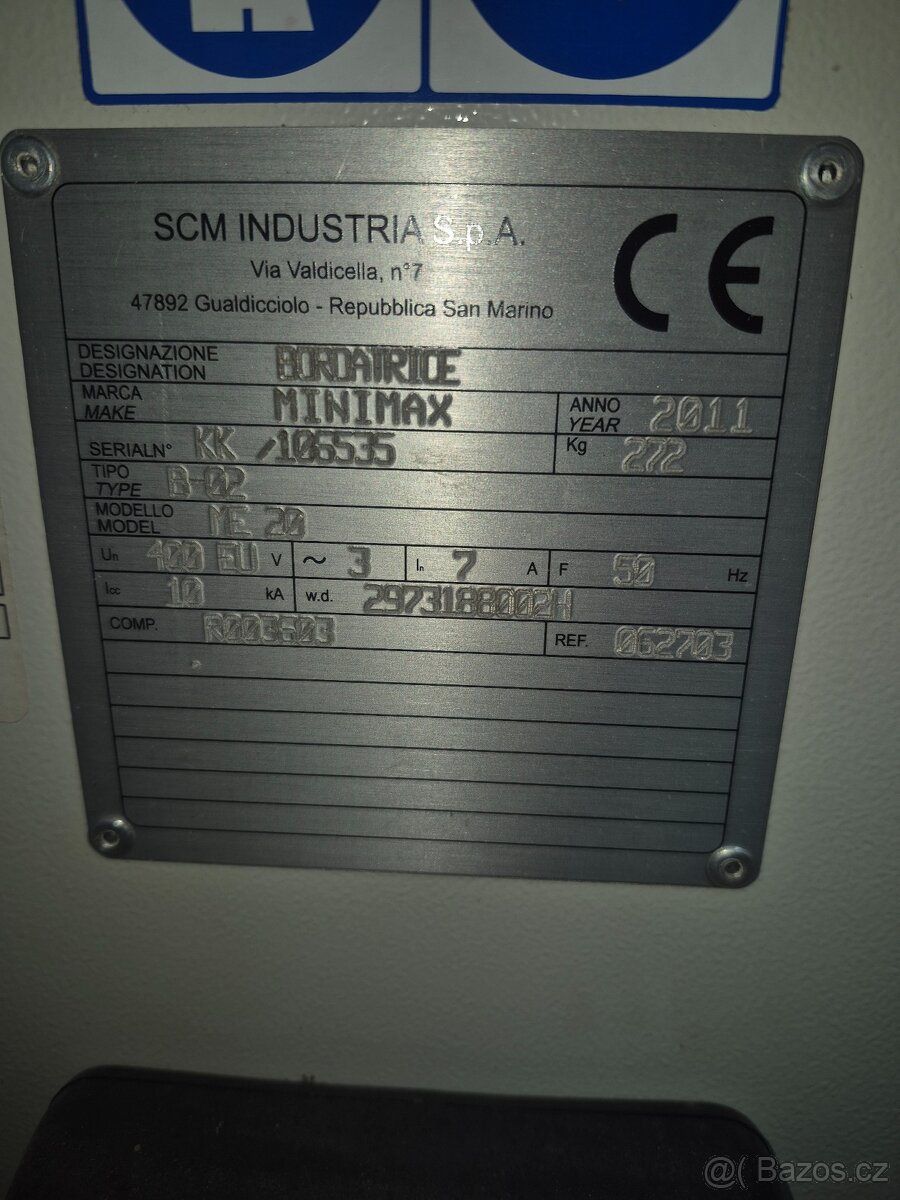 SCM INDUSTRIA S.p.A.
Via Valdicella, n°7
47892 Gualdicciolo - Repubblica San Marino
CE
DESIGNAZIONE
DESIGNATION BORDATRICE
MARCA
MAKE MINIMAX ANNO
YEAR 2011
SERIALN° KK /106535 Kg 272
TIPO
TYPE B-02
MODELLO
MODEL ME 20
Un 400 EU V ~ 3 In 7 A F 50 Hz
Icc 10 kA w.d. 2973188002H
COMP. R003603 REF. 062703
@( Bazos.cz